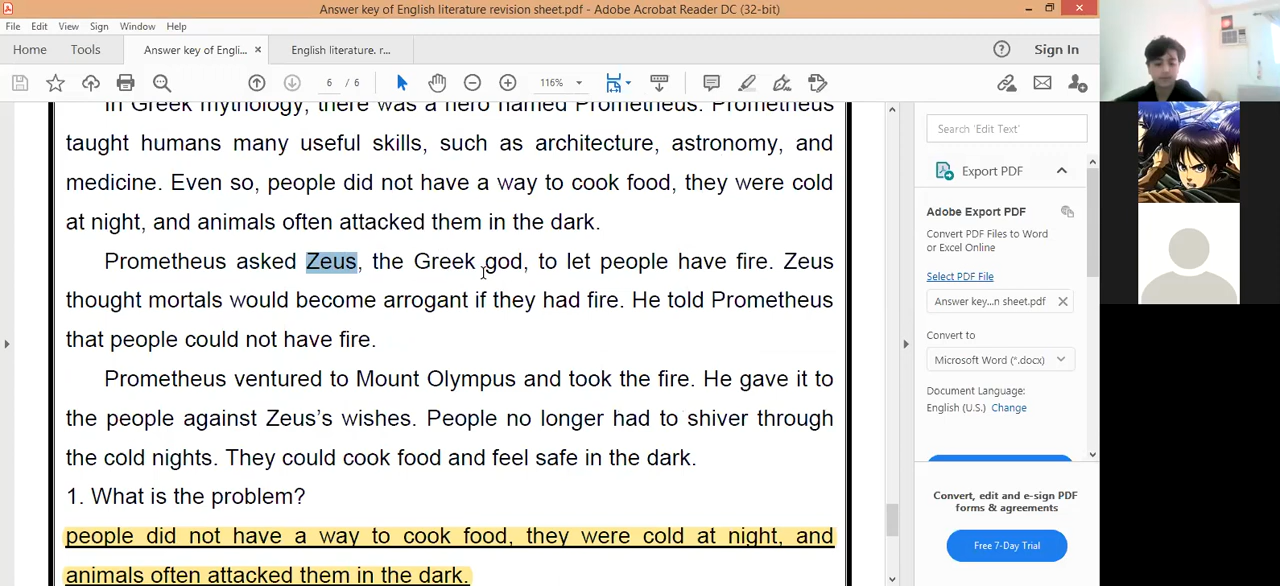 Answer key of English literature revision sheet.pdf - Adobe Acrobat Reader DC (32-bit)
File Edit View Sign Window Help
Home Tools Answer key of Engli... × English literature. r... Sign In
6 / 6 116%
In Greek mythology, there was a hero named Prometheus. Prometheus
taught humans many useful skills, such as architecture, astronomy, and
medicine. Even so, people did not have a way to cook food, they were cold
at night, and animals often attacked them in the dark.
Prometheus asked Zeus, the Greek god, to let people have fire. Zeus
thought mortals would become arrogant if they had fire. He told Prometheus
that people could not have fire.
Prometheus ventured to Mount Olympus and took the fire. He gave it to
the people against Zeus's wishes. People no longer had to shiver through
the cold nights. They could cook food and feel safe in the dark.
1. What is the problem?
people did not have a way to cook food, they were cold at night, and
animals often attacked them in the dark.
Search 'Edit Text'
Export PDF
Adobe Export PDF
Convert PDF Files to Word
or Excel Online
Select PDF File
Answer key...n sheet.pdf
Convert to
Microsoft Word (*.docx)
Document Language:
English (U.S.) Change
Convert, edit and e-sign PDF
forms & agreements
Free 7-Day Trial